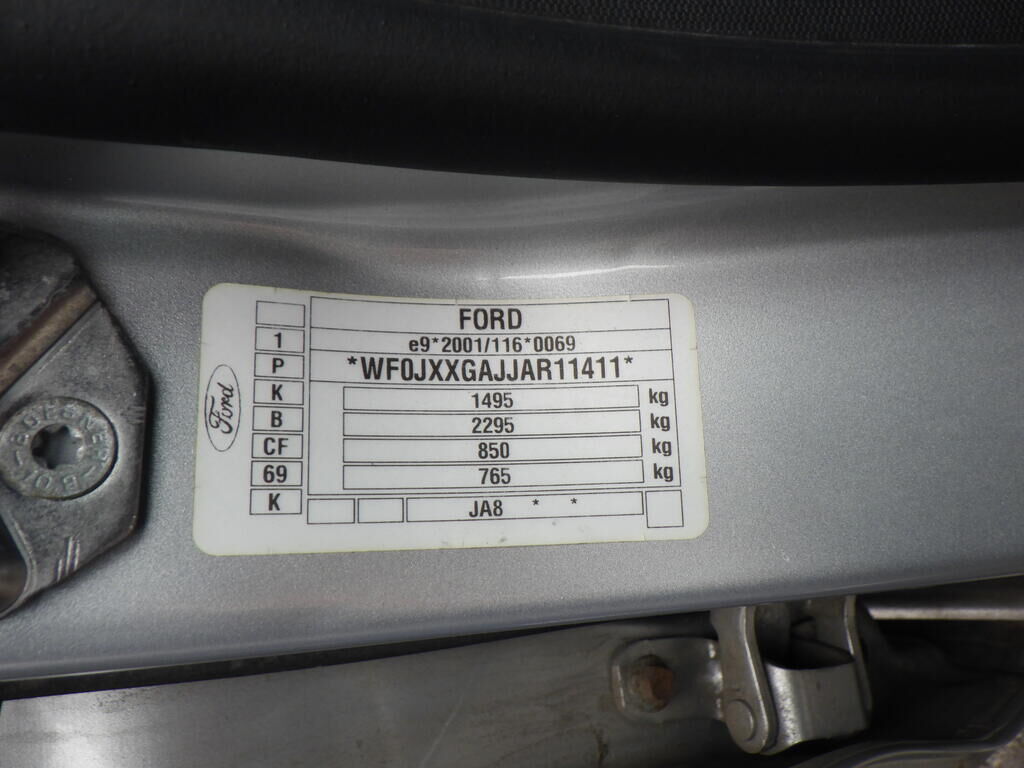 FORD
1 e9*2001/116*0069
P *WF0JXXGAJJAR11411*
K 1495 kg
B 2295 kg
CF 850 kg
69 765 kg
K JA8 * *
Ford